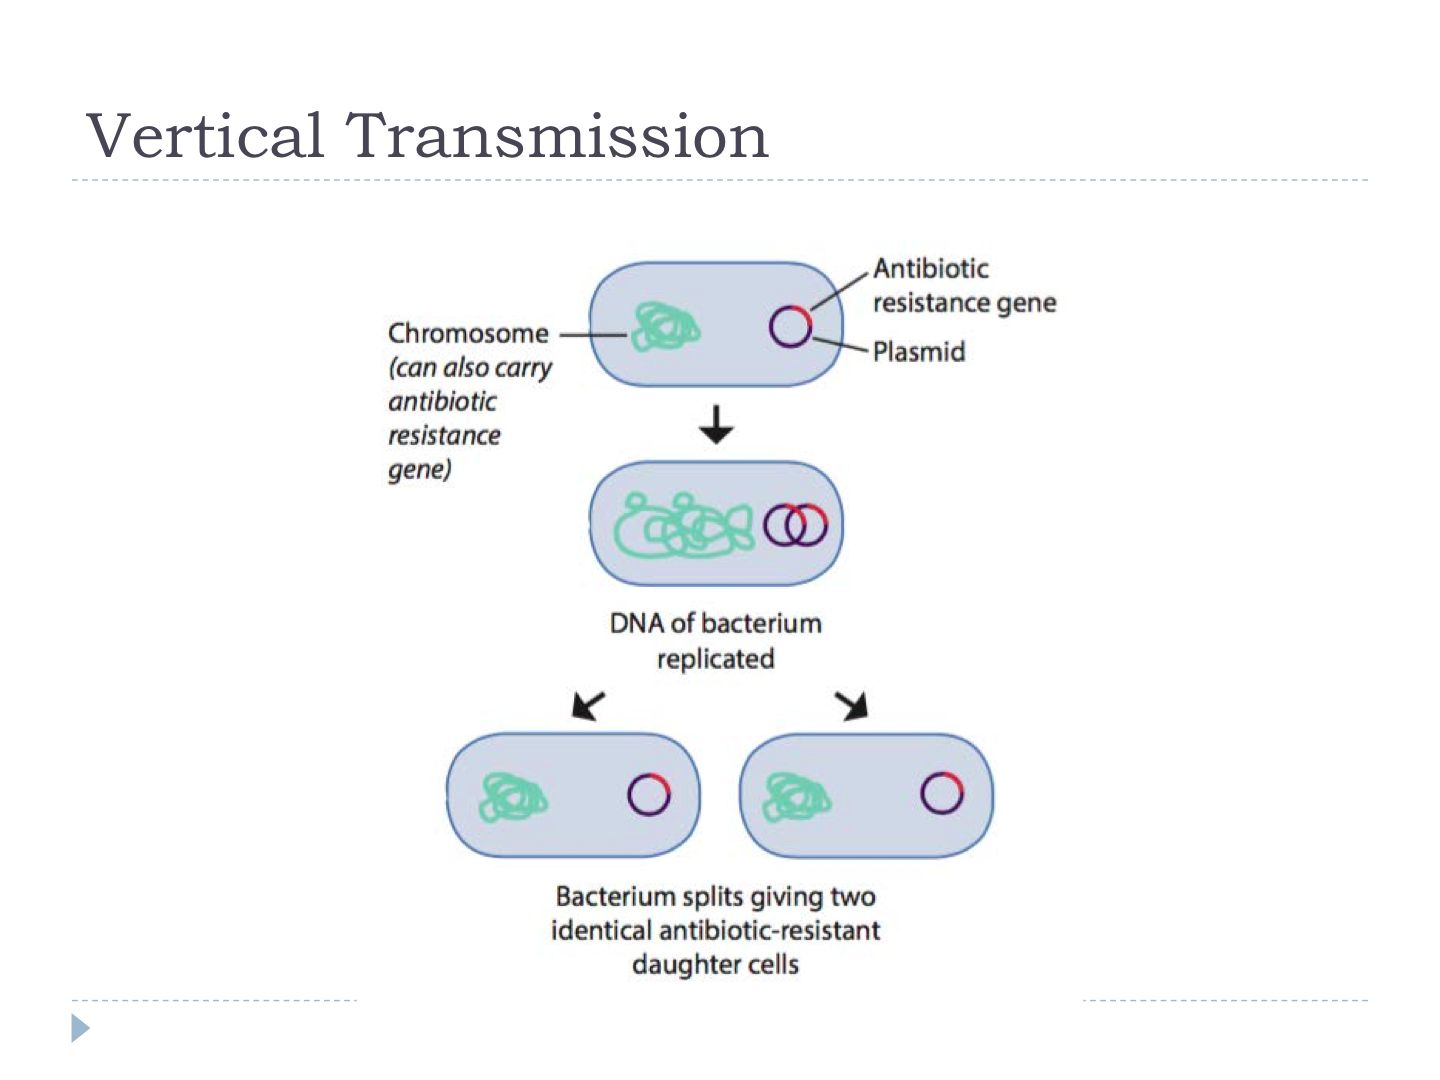 Vertical Transmission
Antibiotic
resistance gene
Plasmid
Chromosome
(can also carry
antibiotic
resistance
gene)
DNA of bacterium
replicated
Bacterium splits giving two
identical antibiotic-resistant
daughter cells